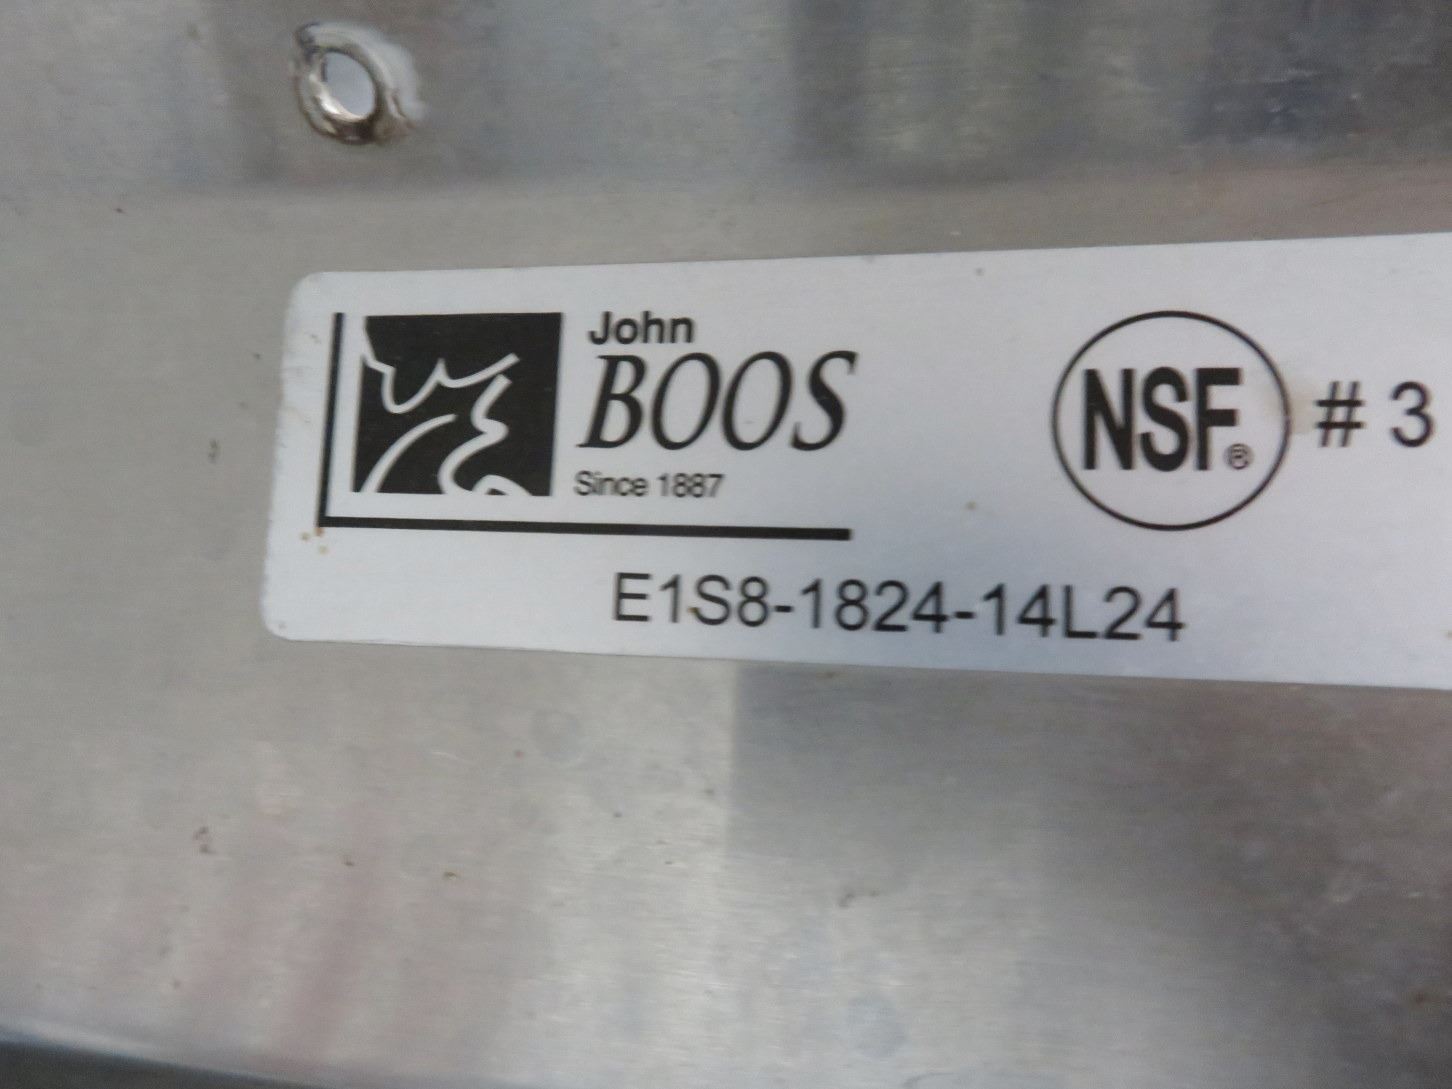 John
BOOS
Since 1887
NSF® # 3
E1S8-1824-14L24